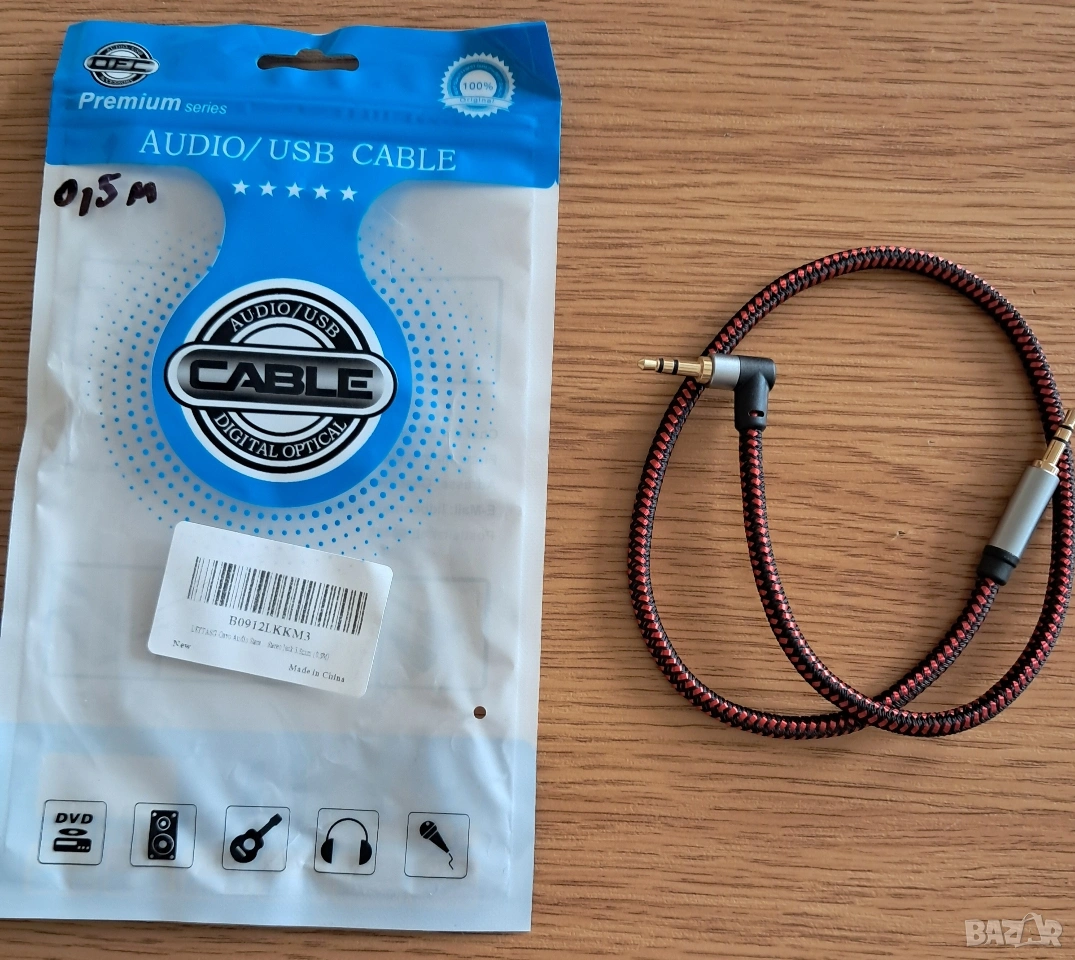 OFC
Premium series
100%
Original
AUDIO/ USB CABLE
0,5 м
AUDIO/USB
CABLE
DIGITAL OPTICAL
B0912LKKM3
New
Made in China
DVD
BAZAR